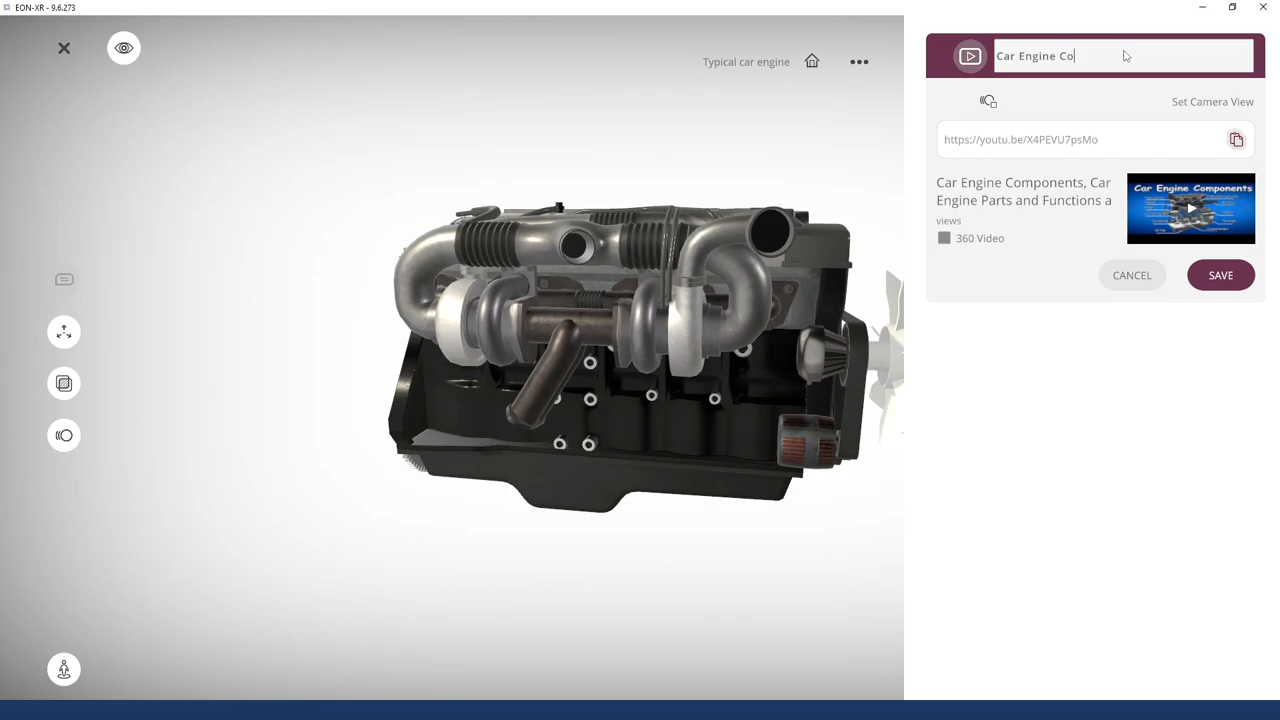 EON-XR - 9.6.273
Typical car engine
Car Engine Co
Set Camera View
https://youtu.be/X4PEVU7psMo
Car Engine Components, Car
Engine Parts and Functions a
views
360 Video
Car Engine Components
CANCEL
SAVE